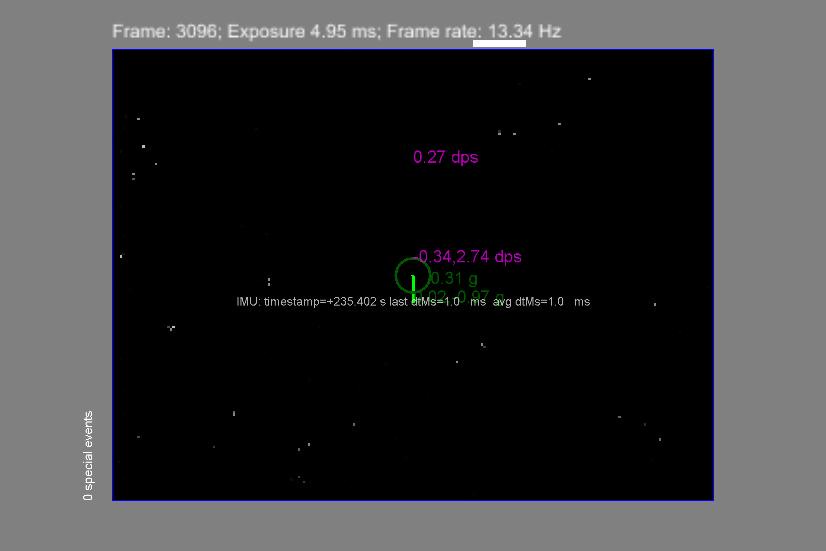 Frame: 3096; Exposure 4.95 ms; Frame rate: 13.34 Hz
0.27 dps
-0.34,2.74 dps
0.31 g
0.97 g
IMU: timestamp=+235.402 s last dtMs=1.0 ms avg dtMs=1.0 ms
0 special events